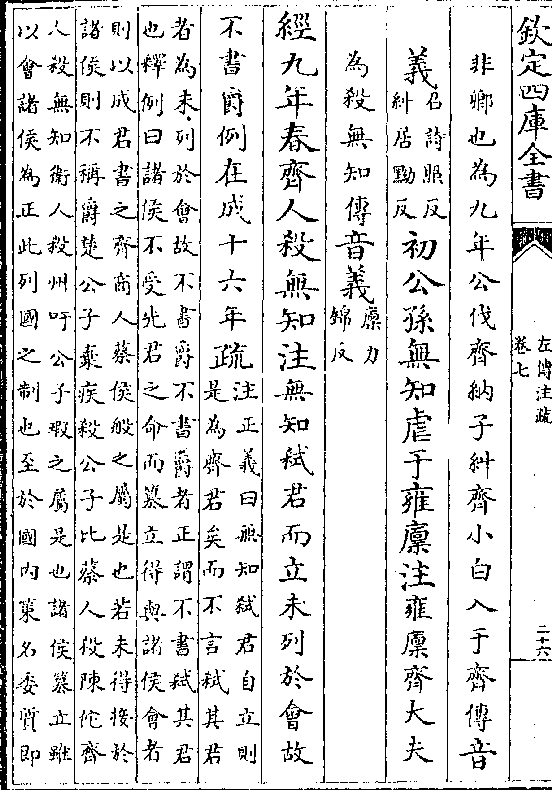 欽定四庫全書
左傳注疏
卷七
二十六
非卿也為九年公伐齊納子糾齊小白入于齊傳音
義
召詩照反
糾居黝反
初公孫無知虐于雍廩注雍廩齊大夫
為殺無知傳音義
廩力
錦反
經九年春齊人殺無知注無知弑君而立未列於會故
不書爵例在成十六年疏
注正義曰無知弑君自立則
是為齊君矣而不言弑其君
者為未列於會故不書爵不書爵者正謂不書弑其君
也釋例曰諸侯不受先君之命而簒立得與諸侯會者
則以成君書之齊商人蔡侯般之屬是也若未得接於
諸侯則不稱爵楚公子棄疾殺公子比蔡人殺陳佗齊
人殺無知衛人殺州吁公子瑕之屬是也諸侯簒立雖
以會諸侯為正此列國之制也至於國内策名委質即